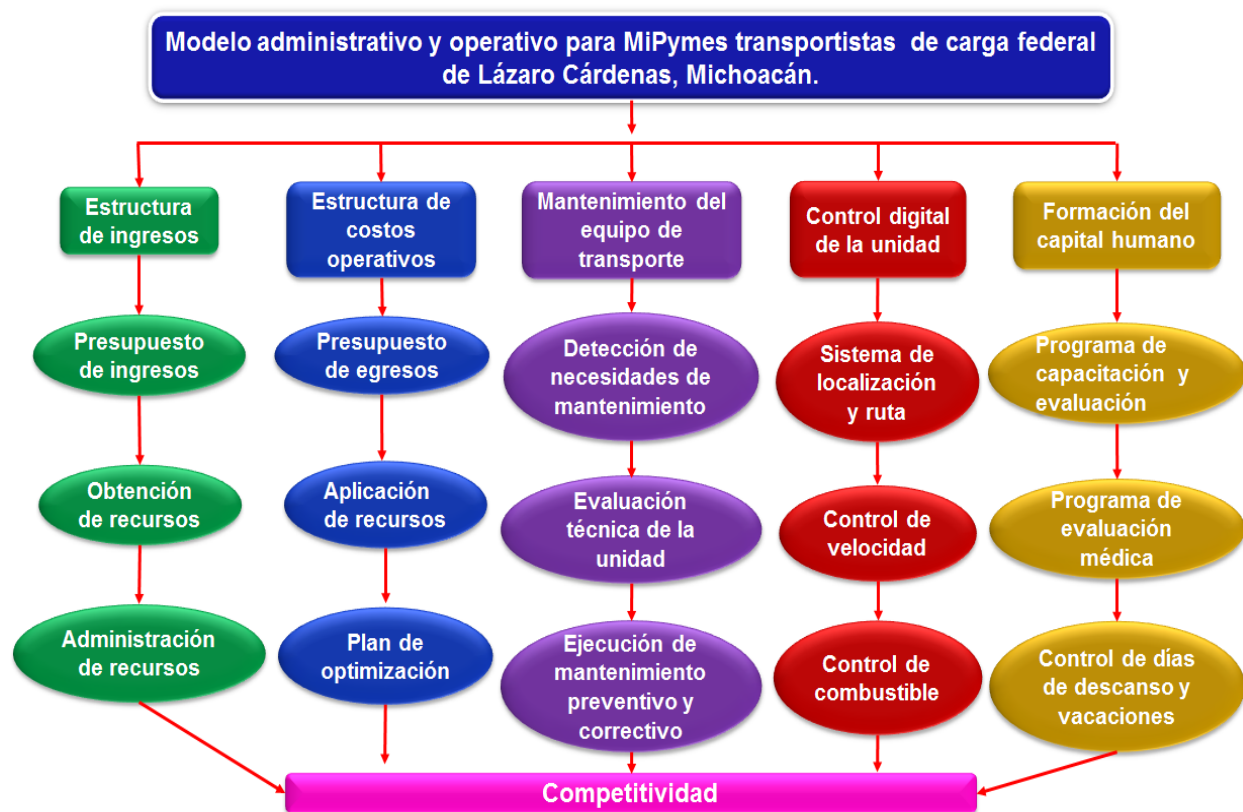 Modelo administrativo y operativo para MiPymes transportistas de carga federal
de Lázaro Cárdenas, Michoacán.
Estructura
de ingresos
Estructura de
costos
operativos
Mantenimiento del
equipo de
transporte
Control digital
de la unidad
Formación del
capital humano
Presupuesto
de ingresos
Presupuesto
de egresos
Detección de
necesidades de
mantenimiento
Sistema de
localización
y ruta
Programa de
capacitación y
evaluación
Obtención
de recursos
Aplicación
de recursos
Evaluación
técnica de la
unidad
Control de
velocidad
Programa de
evaluación
médica
Administración
de recursos
Plan de
optimización
Ejecución de
mantenimiento
preventivo y
correctivo
Control de
combustible
Control de días
de descanso y
vacaciones
Competitividad